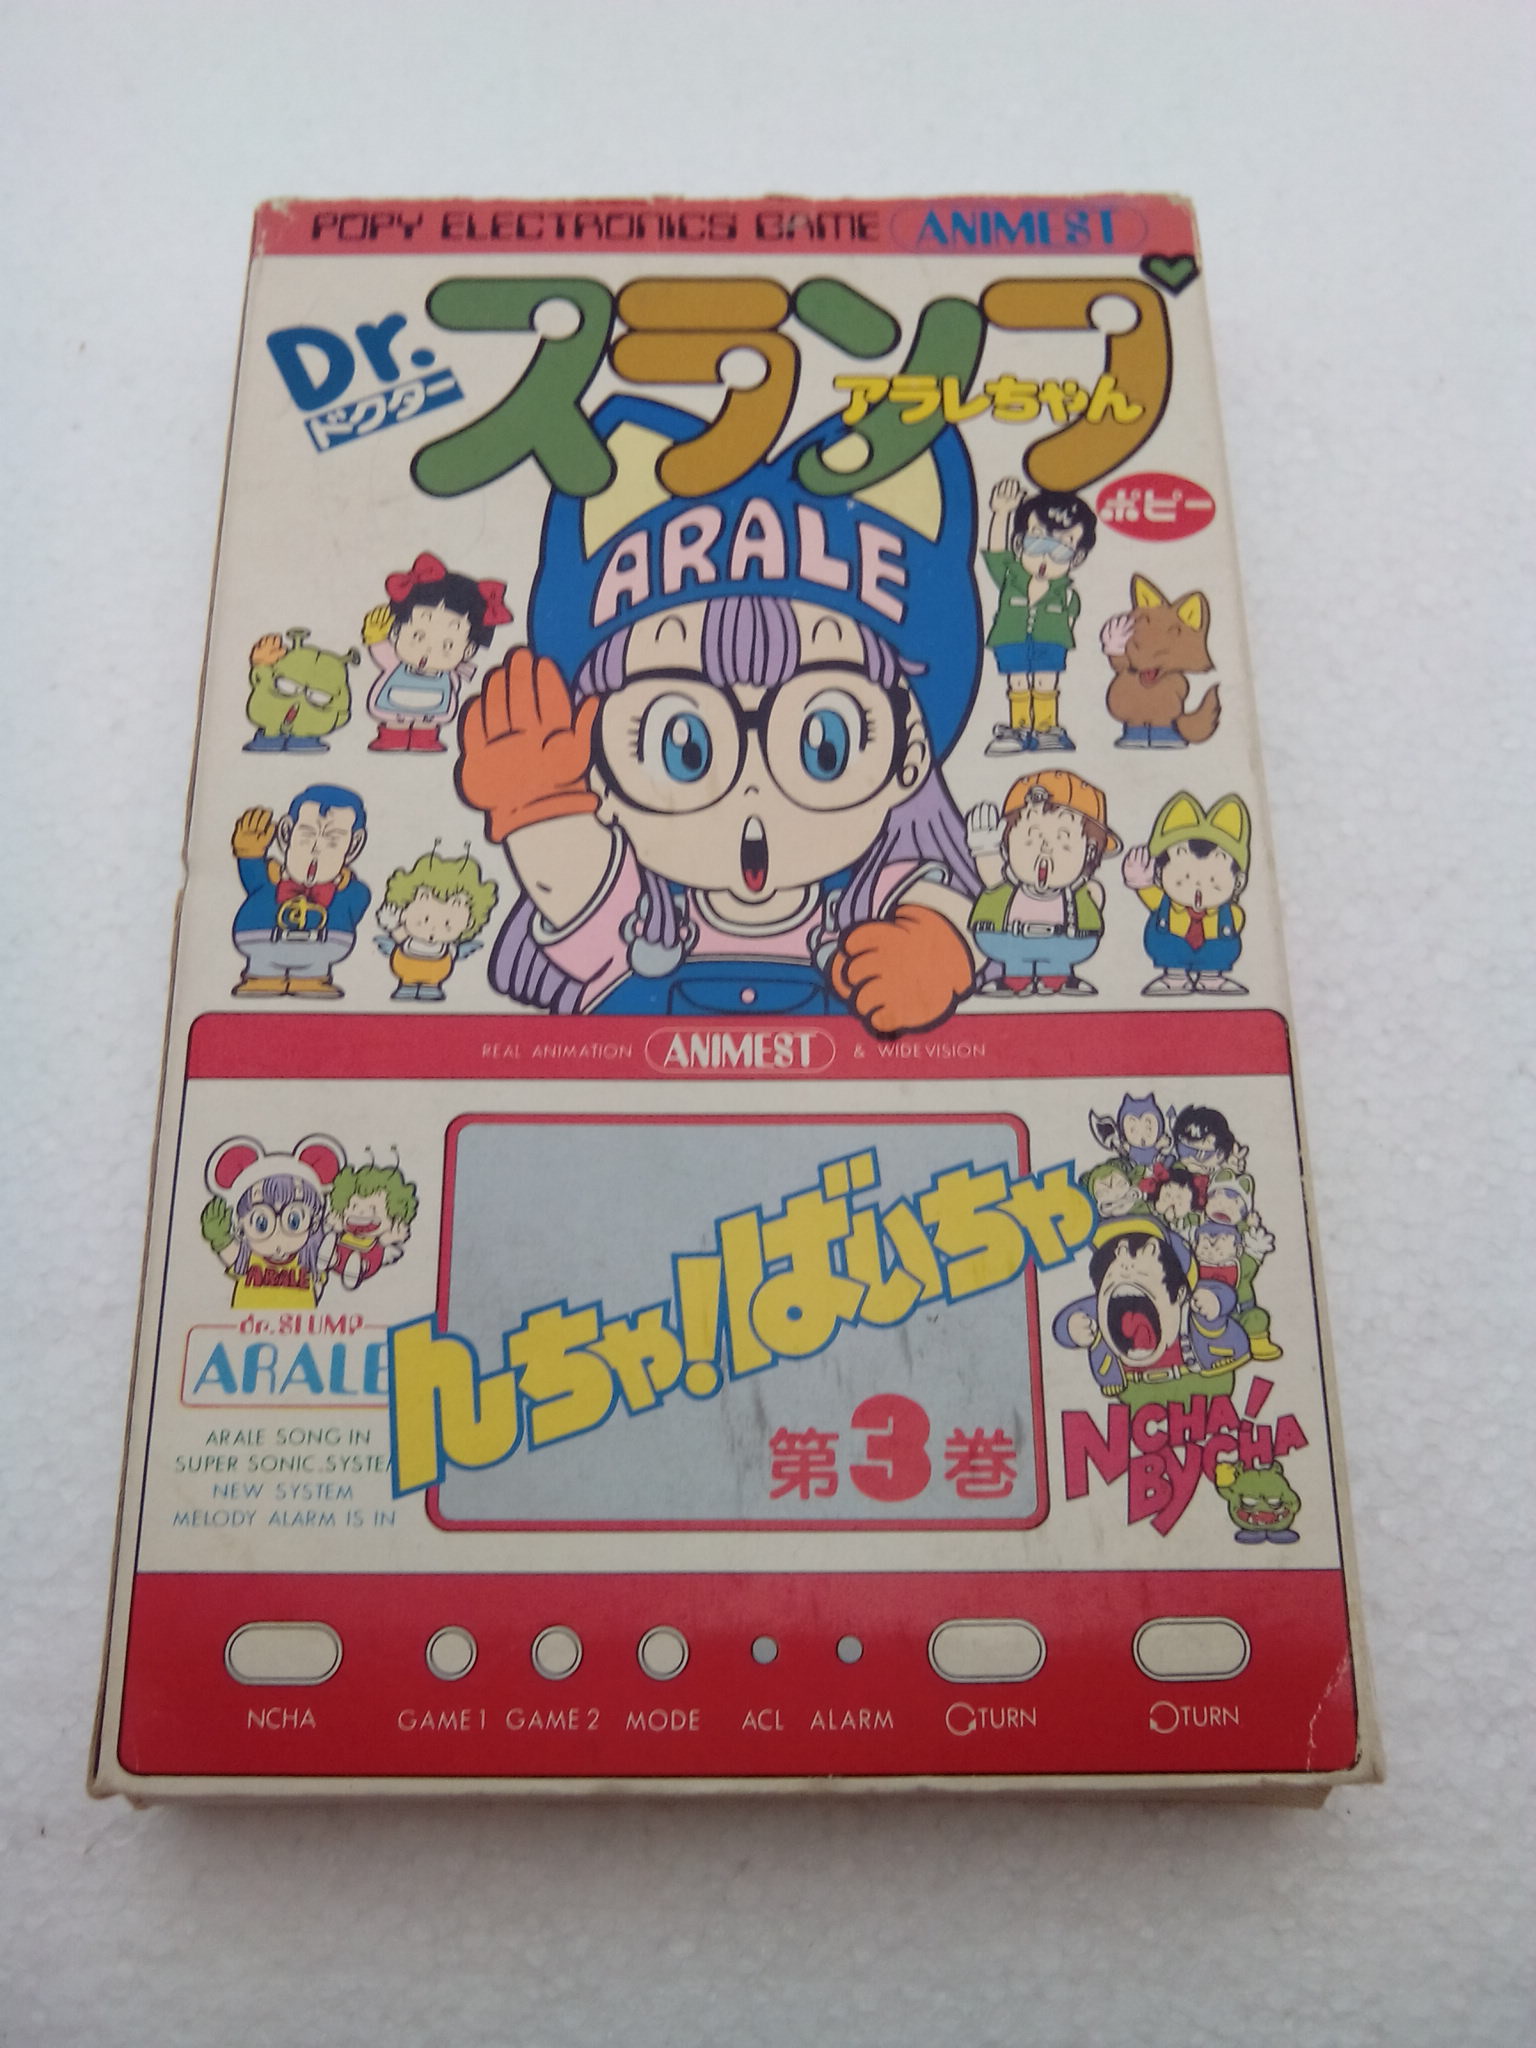 POPY ELECTRONICS GAME ANIMEST
Dr.
ドクター
スランプ
アラレちゃん
ポピー
ARALE
REAL ANIMATION ANIMEST & WIDE VISION
ARALE
dr. SLUMP
ARALE
ARALE SONG IN
SUPER SONIC SYSTEM
NEW SYSTEM
MELODY ALARM IS IN
んちゃ!ばいちゃ
第3巻
NCHA!
BYCHA
NCHA GAME 1 GAME 2 MODE ACL ALARM TURN TURN